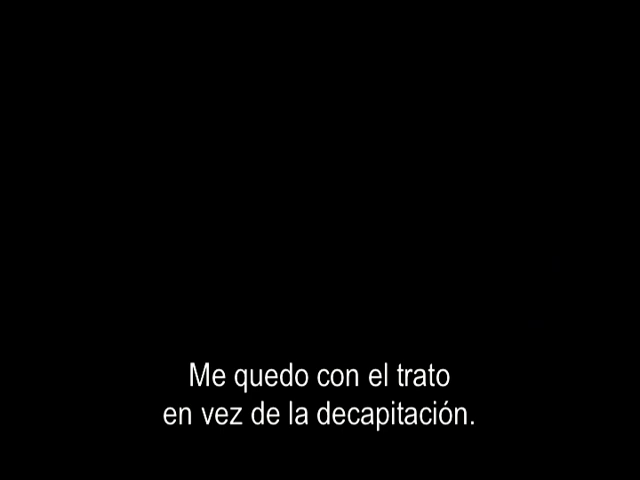 Me quedo con el trato
en vez de la decapitación.